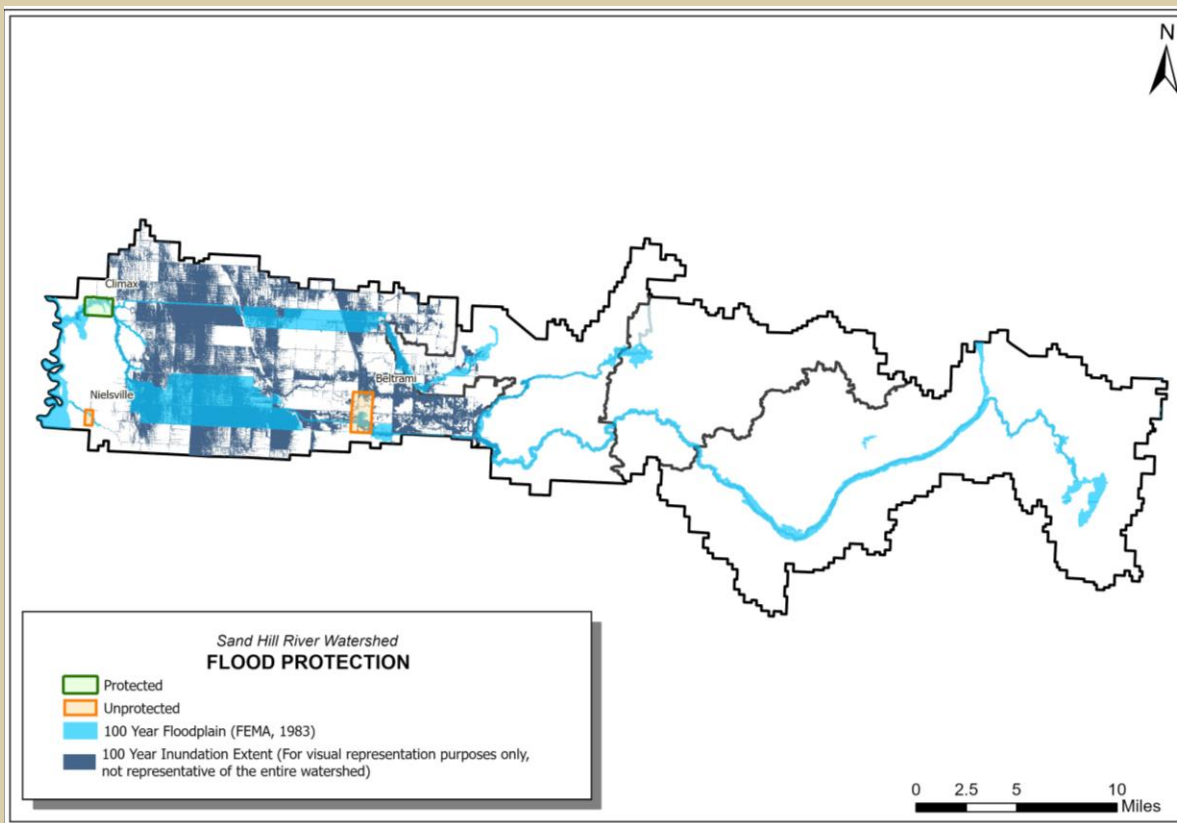 N
Climax
Nielsville
Beltrami
Sand Hill River Watershed
FLOOD PROTECTION
Protected
Unprotected
100 Year Floodplain (FEMA, 1983)
100 Year Inundation Extent (For visual representation purposes only,
not representative of the entire watershed)
0 2.5 5 10
Miles